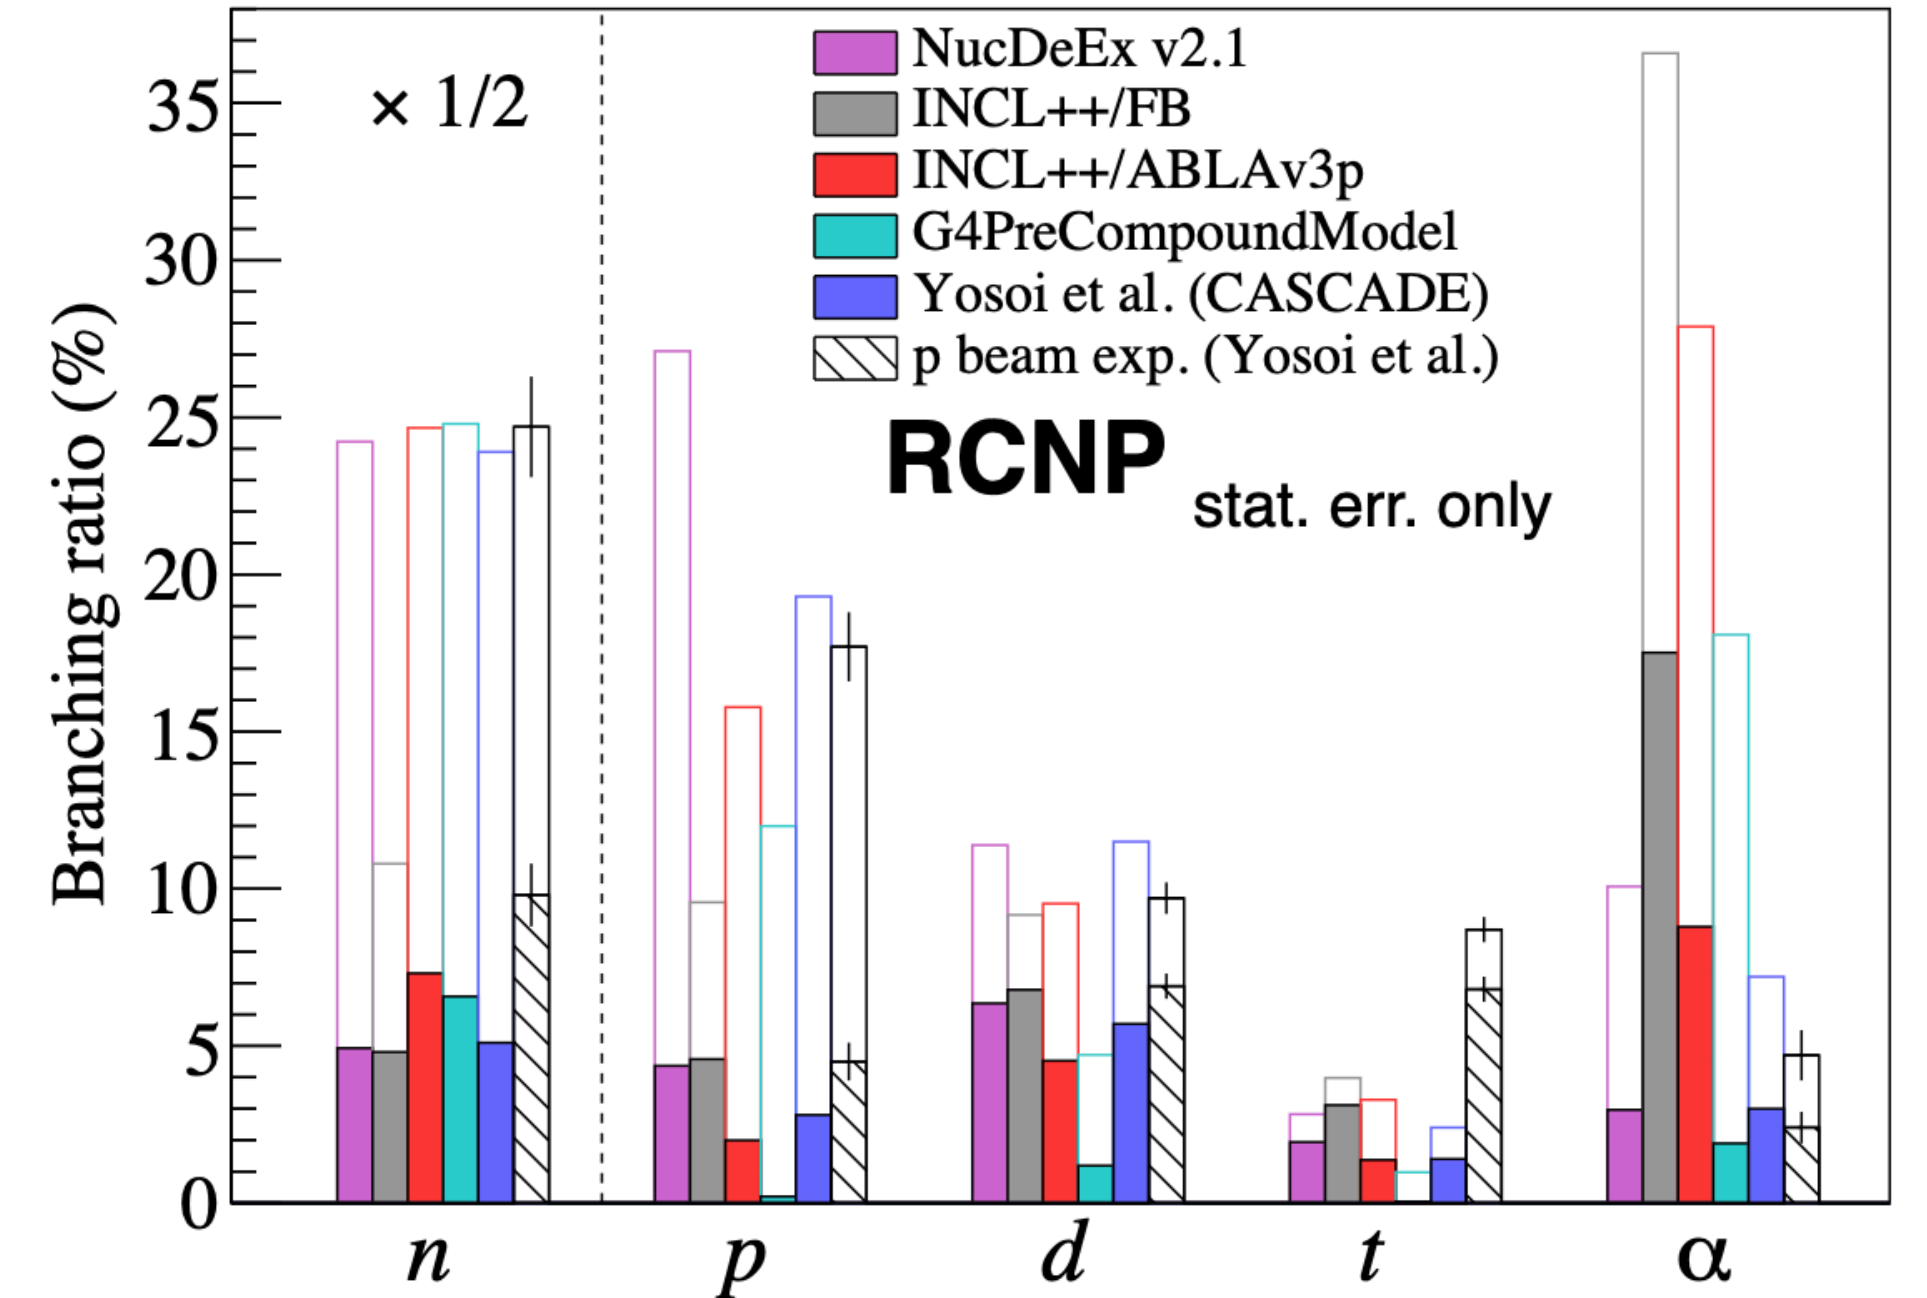 Branching ratio (%)
35
30
25
20
15
10
5
0
× 1/2
NucDeEx v2.1
INCL++/FB
INCL++/ABLAv3p
G4PreCompoundModel
Yosoi et al. (CASCADE)
p beam exp. (Yosoi et al.)
RCNP
stat. err. only
n p d t α